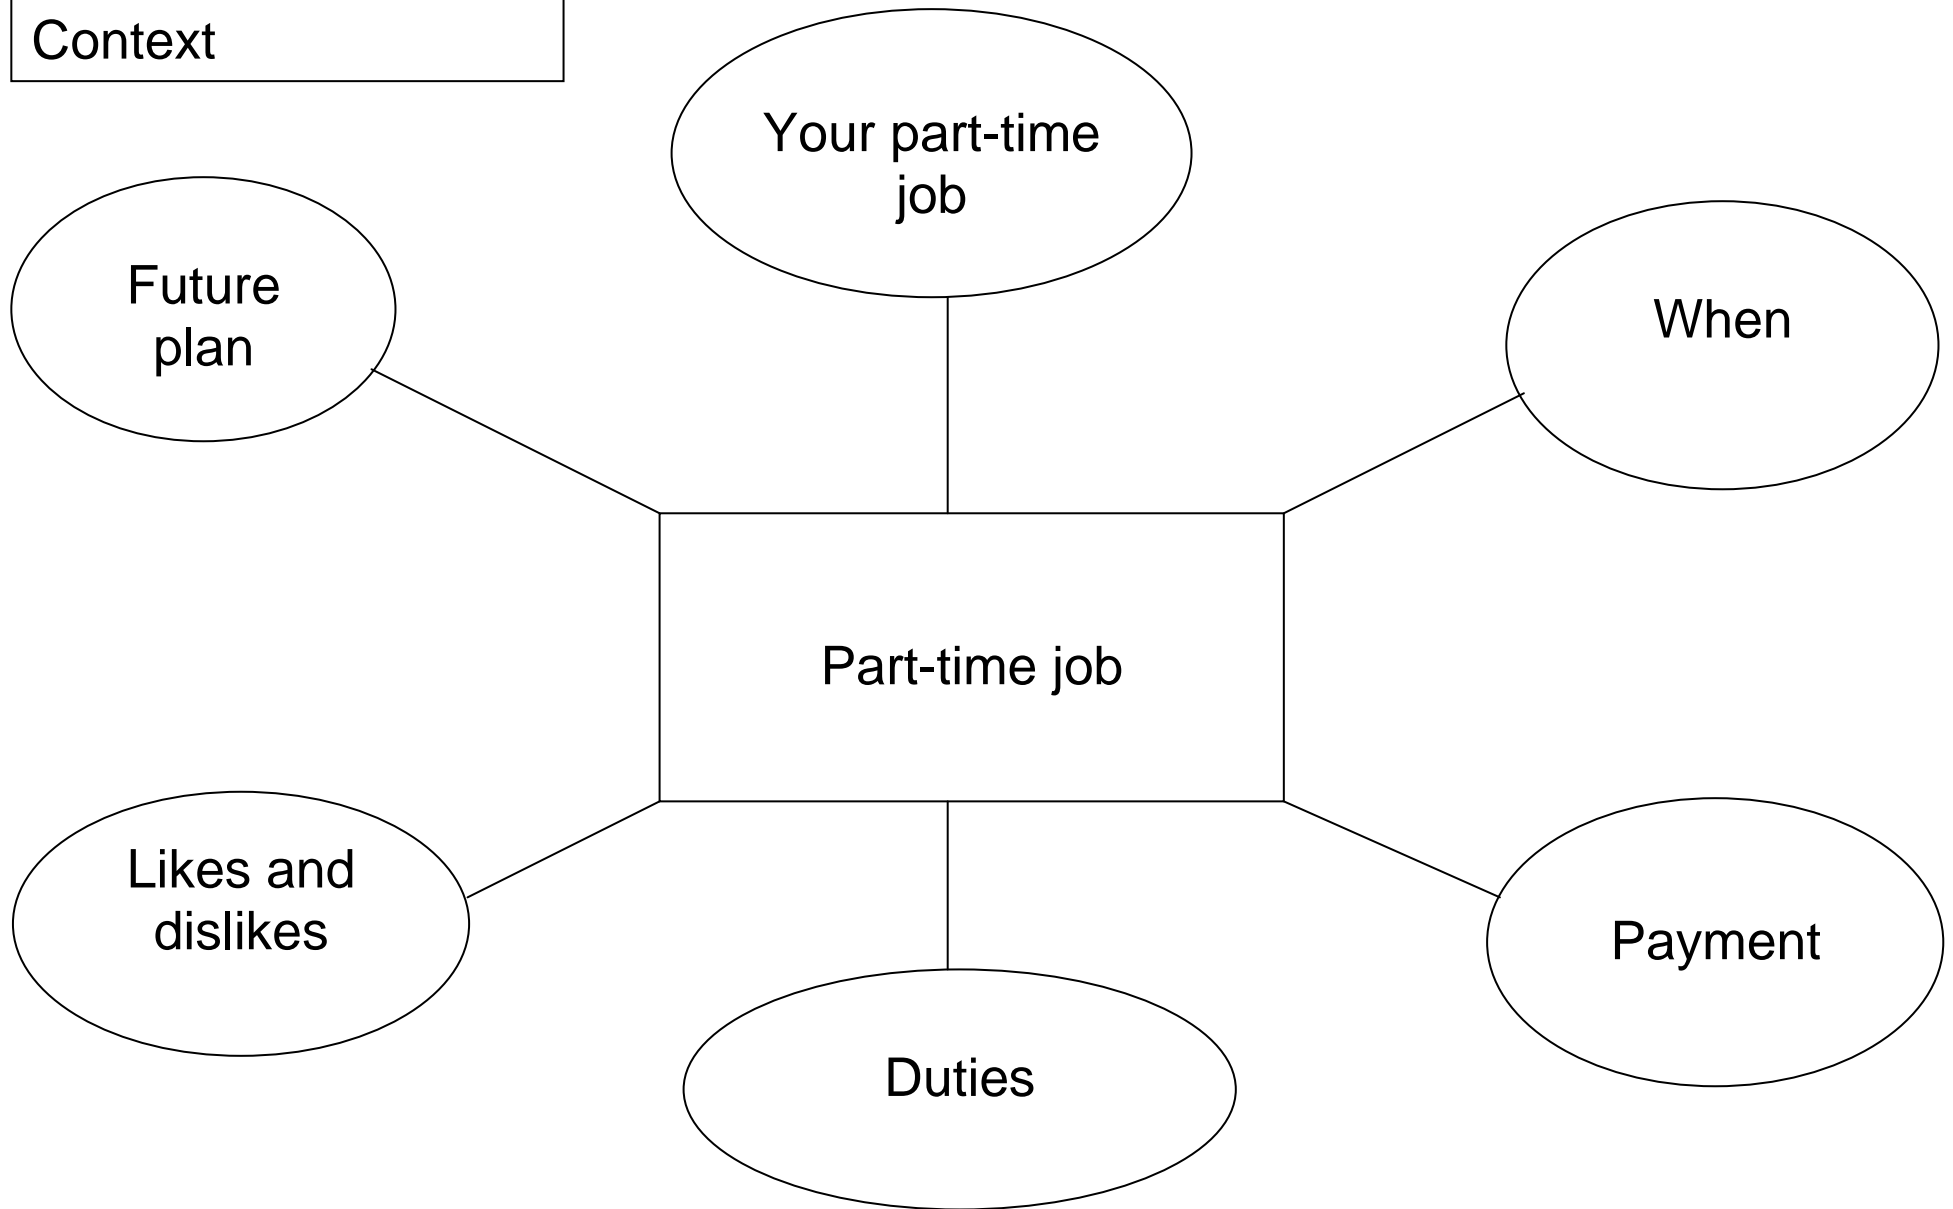 Context
Your part-time
job
Future
plan
When
Part-time job
Likes and
dislikes
Payment
Duties